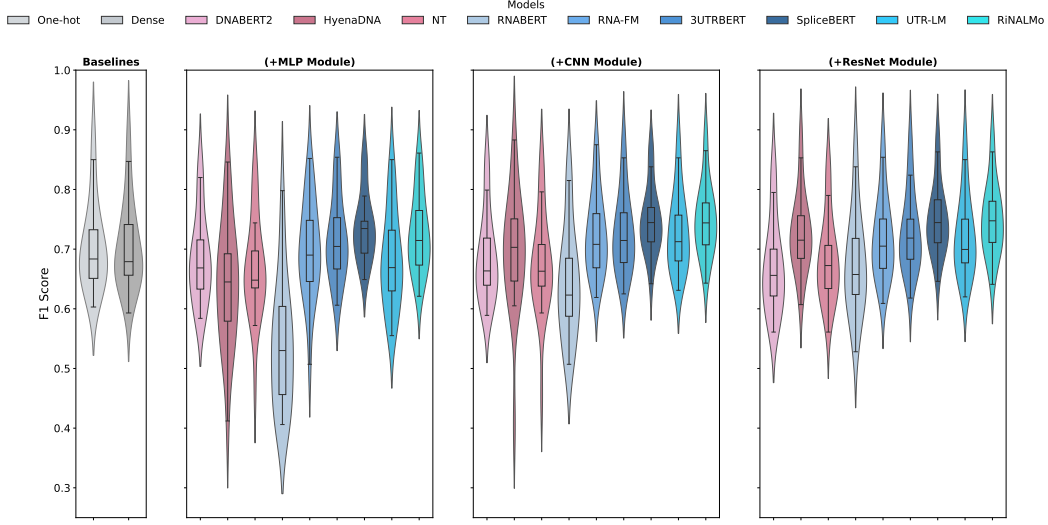 Models
One-hot Dense DNABERT2 HyenaDNA NT RNABERT RNA-FM 3UTRBERT SpliceBERT UTR-LM RiNALMo
Baselines (+MLP Module) (+CNN Module) (+ResNet Module)
1.0
0.9
0.8
0.7
0.6
0.5
0.4
0.3
F1 Score